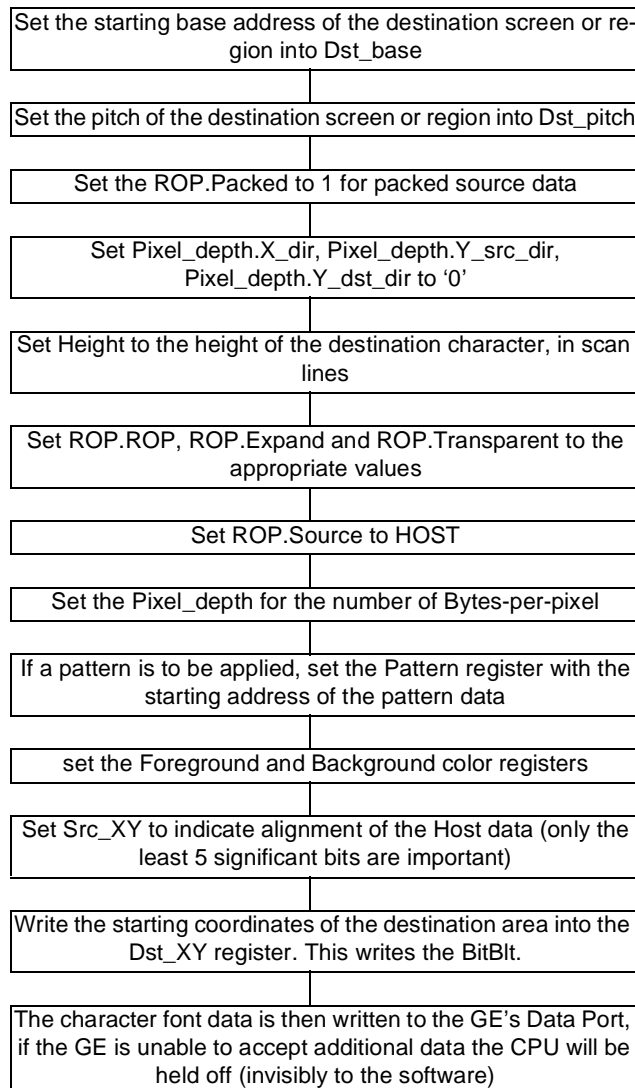 Set the starting base address of the destination screen or re-
gion into Dst_base
Set the pitch of the destination screen or region into Dst_pitch
Set the ROP.Packed to 1 for packed source data
Set Pixel_depth.X_dir, Pixel_depth.Y_src_dir,
Pixel_depth.Y_dst_dir to ‘0’
Set Height to the height of the destination character, in scan
lines
Set ROP.ROP, ROP.Expand and ROP.Transparent to the
appropriate values
Set ROP.Source to HOST
Set the Pixel_depth for the number of Bytes-per-pixel
If a pattern is to be applied, set the Pattern register with the
starting address of the pattern data
set the Foreground and Background color registers
Set Src_XY to indicate alignment of the Host data (only the
least 5 significant bits are important)
Write the starting coordinates of the destination area into the
Dst_XY register. This writes the BitBlt.
The character font data is then written to the GE’s Data Port,
if the GE is unable to accept additional data the CPU will be
held off (invisibly to the software)